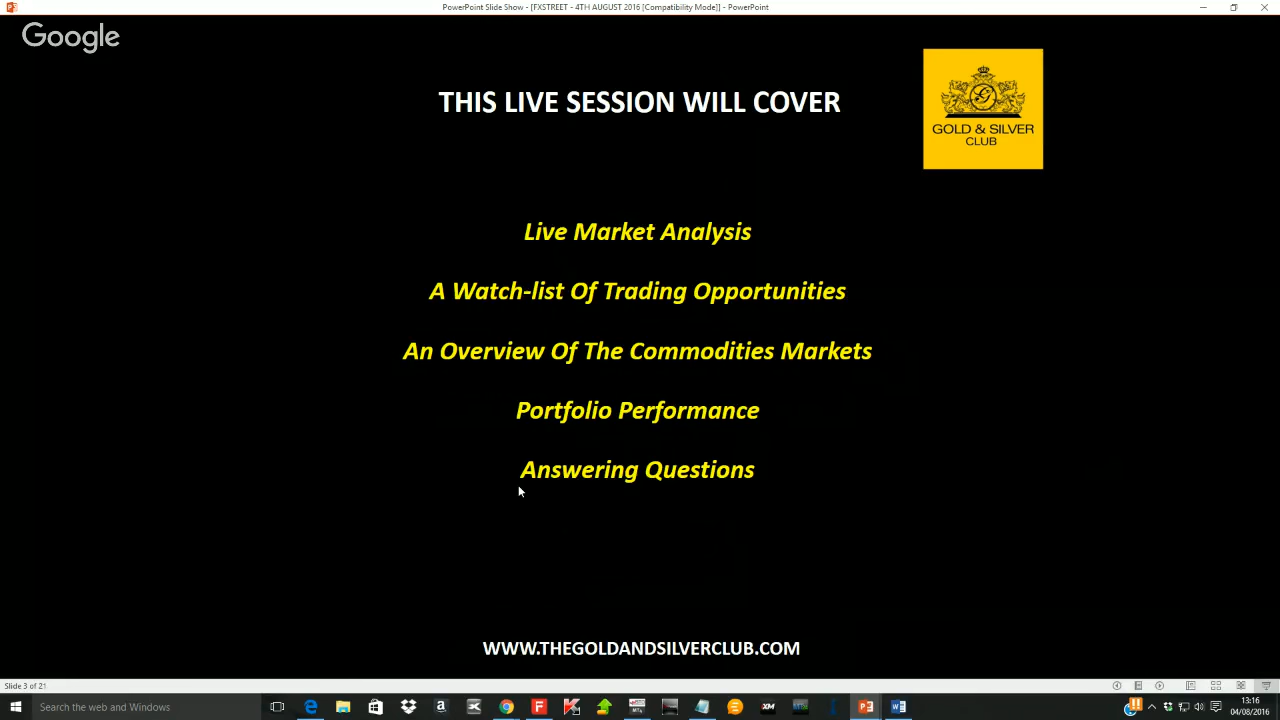 PowerPoint Slide Show - [FXSTREET - 4TH AUGUST 2016 [Compatibility Mode]] - PowerPoint
Google
THIS LIVE SESSION WILL COVER
G
GOLD & SILVER
CLUB
Live Market Analysis
A Watch-list Of Trading Opportunities
An Overview Of The Commodities Markets
Portfolio Performance
Answering Questions
WWW.THEGOLDANDSILVERCLUB.COM
Slide 3 of 21
Search the web and Windows
13:16
04/08/2016